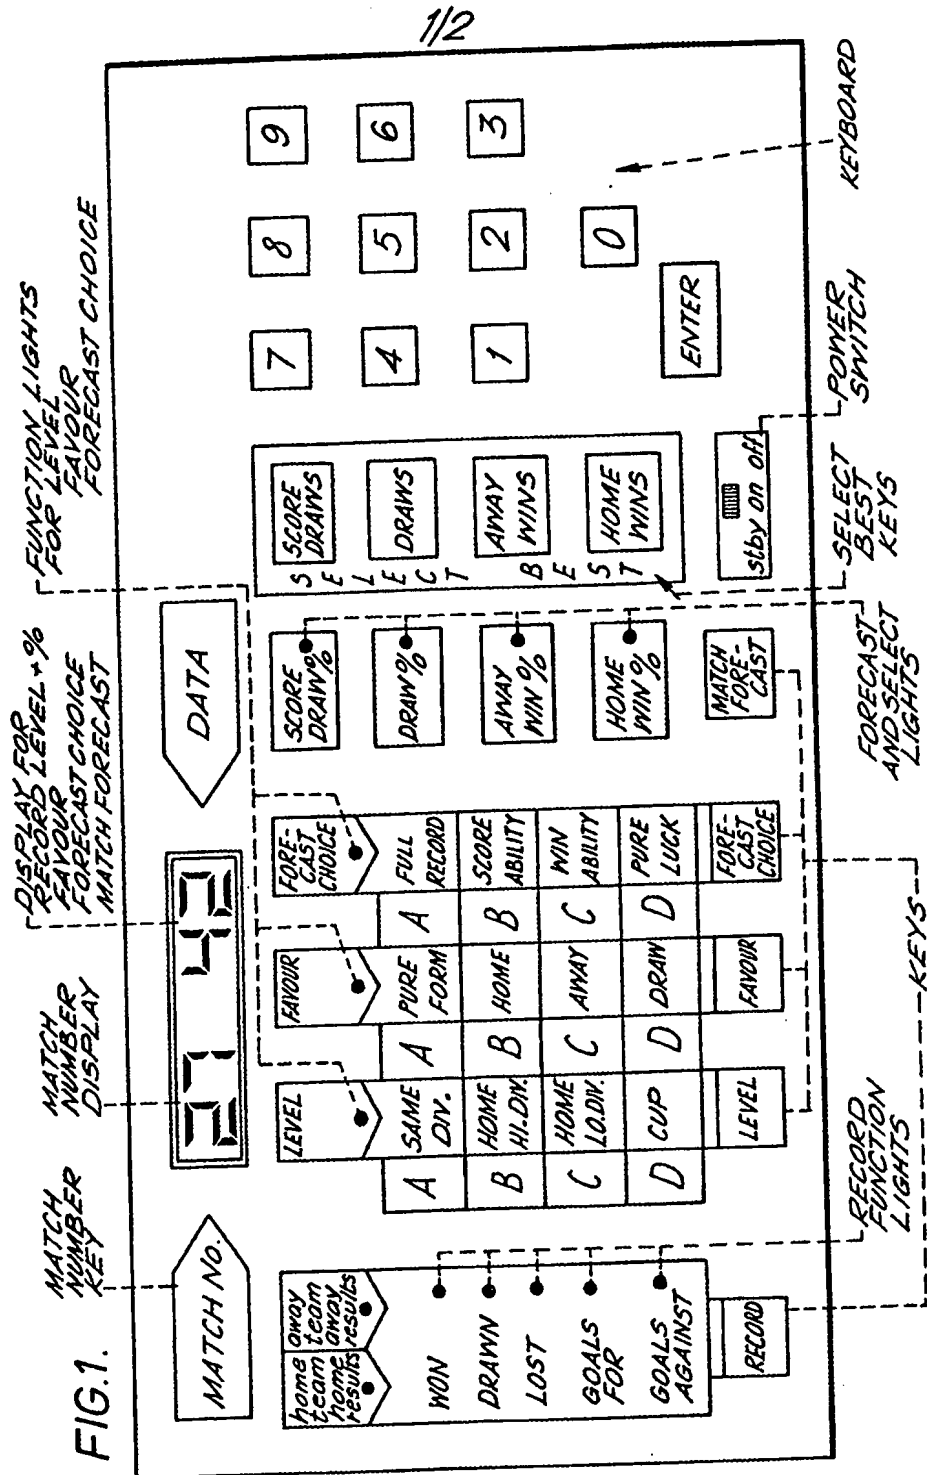 1/2
FIG.1.
MATCH
NUMBER
KEY
MATCH
NUMBER
DISPLAY
DISPLAY FOR
RECORD LEVEL+%
FAVOUR
FORECAST CHOICE
MATCH FORECAST
FUNCTION LIGHTS
FOR LEVEL
FAVOUR
FORECAST CHOICE
MATCH No.
DATA
home
team
home
results
away
team
away
results
WON
DRAWN
LOST
GOALS
FOR
GOALS
AGAINST
RECORD
LEVEL
A
SAME
DIV.
B
HOME
HI.DIV.
C
HOME
LO.DIV.
D
CUP
LEVEL
FAVOUR
A
PURE
FORM
B
HOME
C
AWAY
D
DRAW
FAVOUR
FORE-
CAST
CHOICE
A
FULL
RECORD
B
SCORE
ABILITY
C
WIN
ABILITY
D
PURE
LUCK
FORE-
CAST
CHOICE
SCORE
DRAW%
DRAW%
AWAY
WIN%
HOME
WIN%
MATCH
FORE-
CAST
SELECT BEST
SCORE
DRAWS
DRAWS
AWAY
WINS
HOME
WINS
stby on off
7 8 9
4 5 6
1 2 3
0
ENTER
RECORD
FUNCTION
LIGHTS
KEYS
FORECAST
AND SELECT
LIGHTS
SELECT
BEST
KEYS
POWER
SWITCH
KEYBOARD